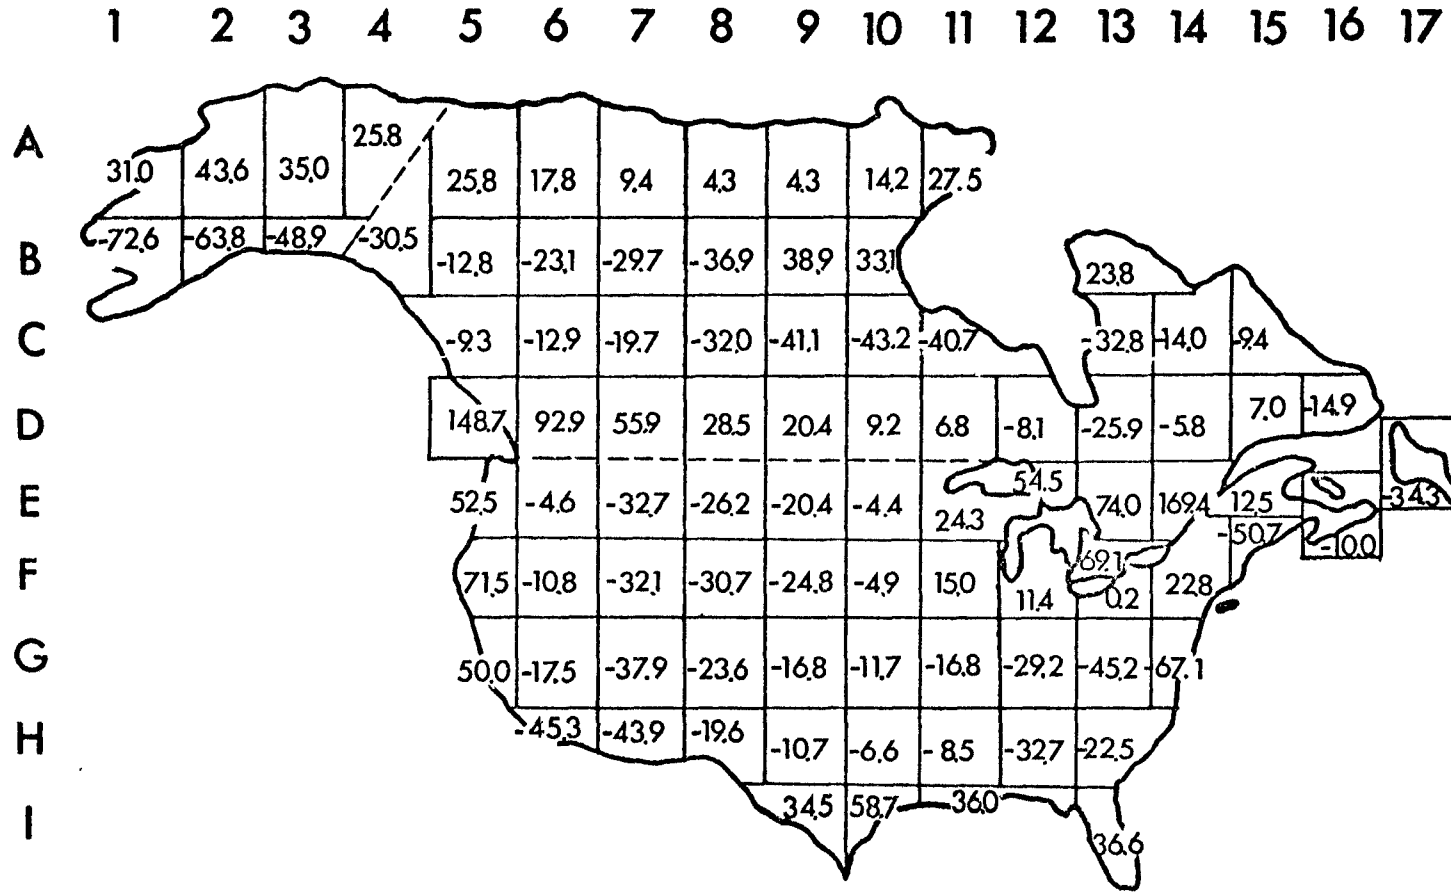 1 2 3 4 5 6 7 8 9 10 11 12 13 14 15 16 17
A 31.0 43.6 35.0 25.8 25.8 17.8 9.4 4.3 4.3 14.2 27.5
B -72.6 -63.8 -48.9 -30.5 -12.8 -23.1 -29.7 -36.9 38.9 33.1 23.8
C -9.3 -12.9 -19.7 -32.0 -41.1 -43.2 -40.7 -32.8 -14.0 -9.4
D 148.7 92.9 55.9 28.5 20.4 9.2 6.8 -8.1 -25.9 -5.8 7.0 -14.9
E 52.5 -4.6 -32.7 -26.2 -20.4 -4.4 24.3 54.5 74.0 169.4 12.5 -34.3
-50.7 -10.0
F 71.5 -10.8 -32.1 -30.7 -24.8 -4.9 15.0 11.4 69.1 0.2 22.8
G 50.0 -17.5 -37.9 -23.6 -16.8 -11.7 -16.8 -29.2 -45.2 -67.1
H -45.3 -43.9 -19.6 -10.7 -6.6 -8.5 -32.7 -22.5
I 34.5 58.7 36.0 36.6